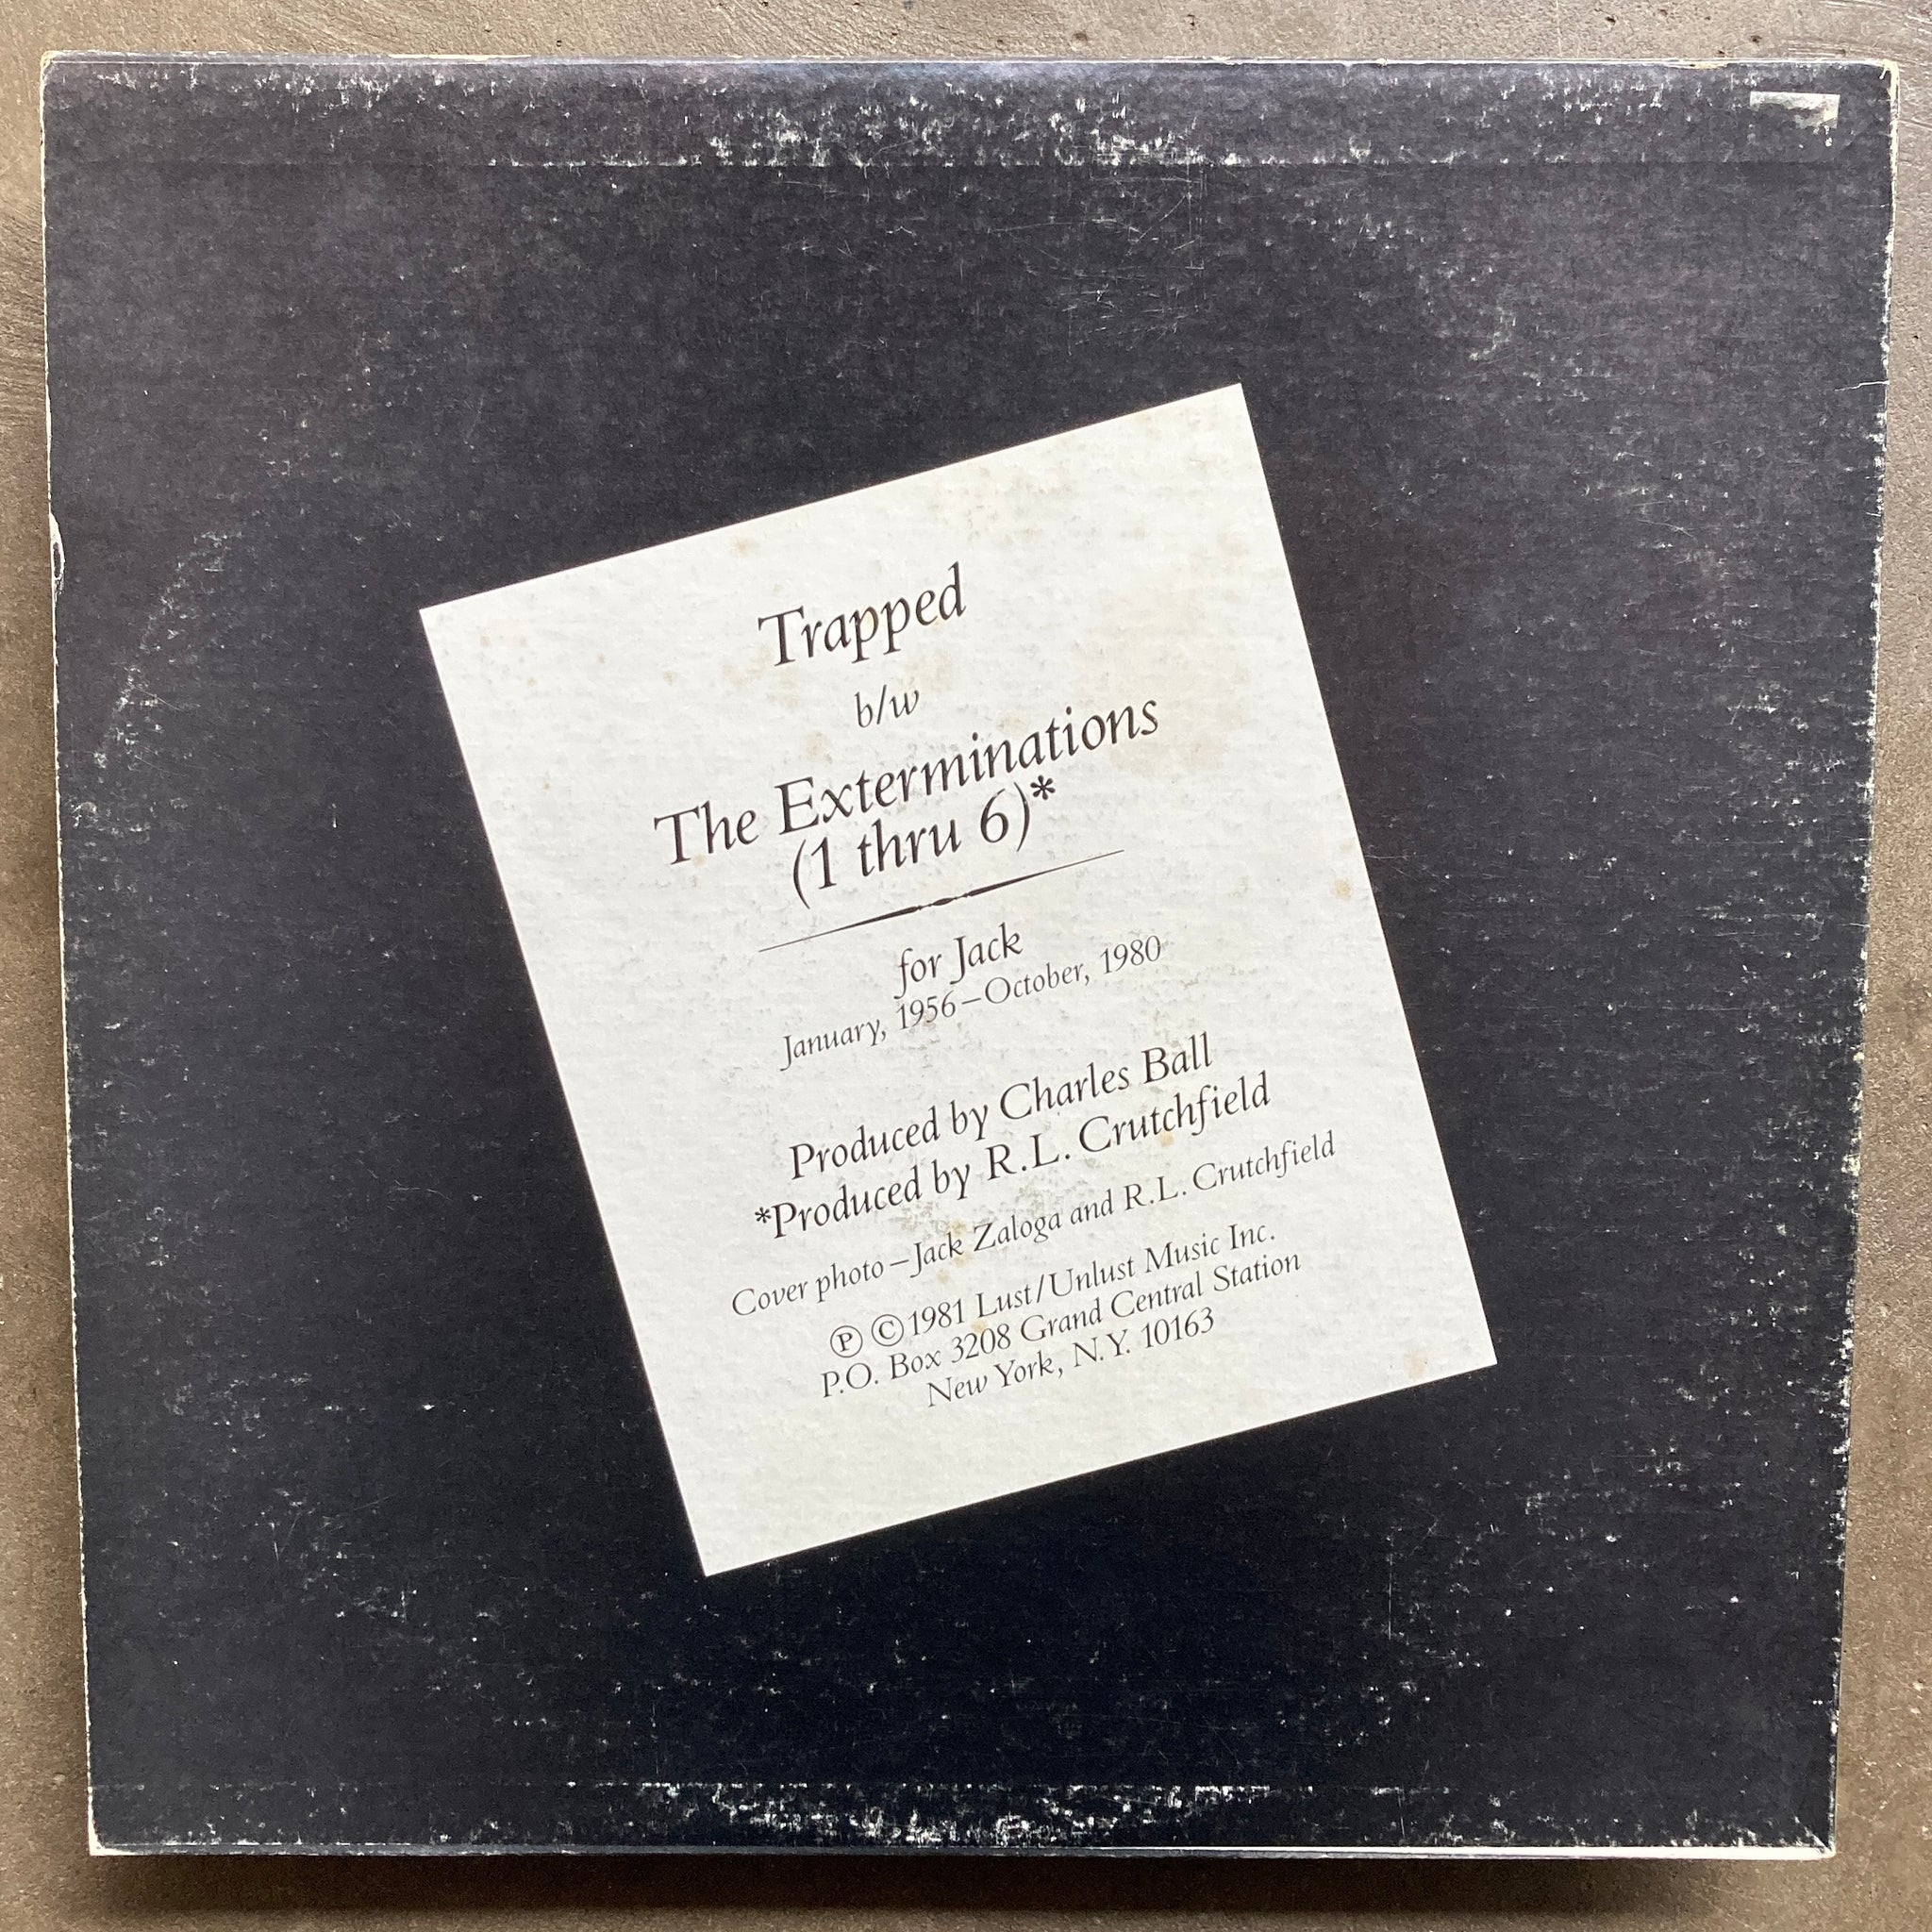 Trapped
b/w
The Exterminations
(1 thru 6)*
for Jack
January, 1956–October, 1980
Produced by Charles Ball
*Produced by R.L. Crutchfield
Cover photo–Jack Zaloga and R.L. Crutchfield
Ⓟ ©1981 Lust/Unlust Music Inc.
P.O. Box 3208 Grand Central Station
New York, N.Y. 10163